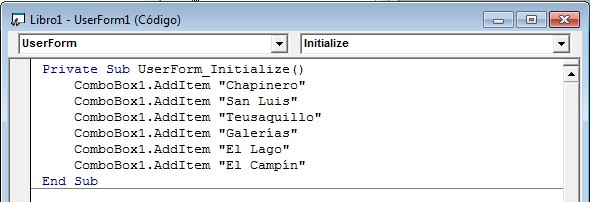 Libro1 - UserForm1 (Código)
UserForm
Initialize
Private Sub UserForm_Initialize()
ComboBox1.AddItem "Chapinero"
ComboBox1.AddItem "San Luis"
ComboBox1.AddItem "Teusaquillo"
ComboBox1.AddItem "Galerías"
ComboBox1.AddItem "El Lago"
ComboBox1.AddItem "El Campín"
End Sub